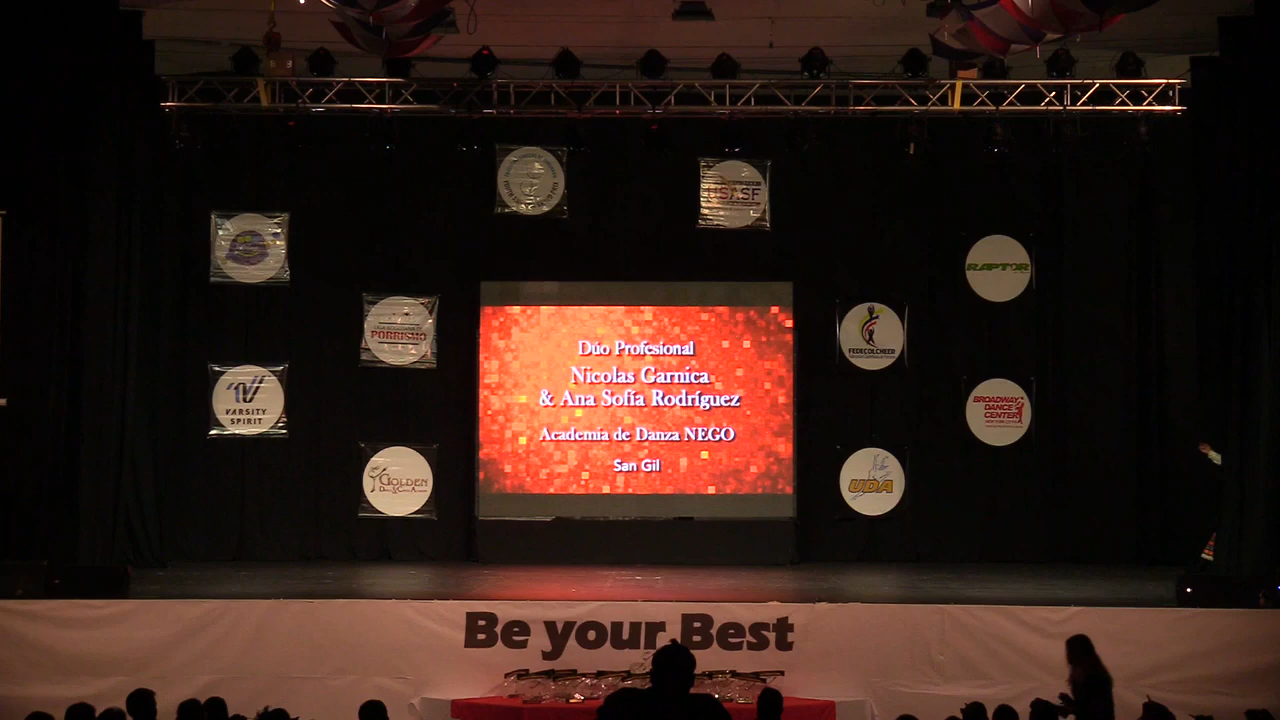 USASF
RAPTOR
PORRISMO
FEDECOLCHEER
VARSITY
SPIRIT
Dúo Profesional
Nicolas Garnica
& Ana Sofía Rodríguez
Academia de Danza NEGO
San Gil
BROADWAY
DANCE
CENTER
GOLDEN
UDA
Be your Best